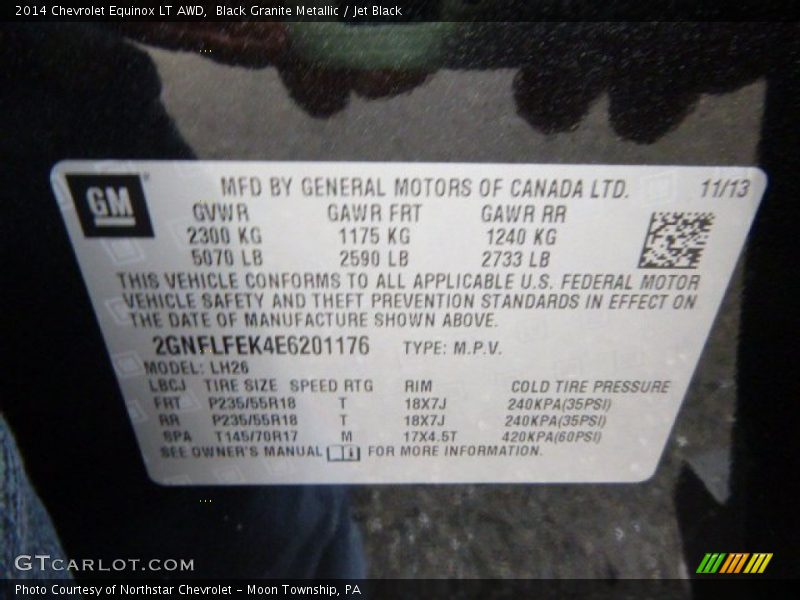 2014 Chevrolet Equinox LT AWD,  Black Granite Metallic / Jet Black
GM
MFD BY GENERAL MOTORS OF CANADA LTD. 11/13
GVWR GAWR FRT GAWR RR
2300 KG 1175 KG 1240 KG
5070 LB 2590 LB 2733 LB
THIS VEHICLE CONFORMS TO ALL APPLICABLE U.S. FEDERAL MOTOR
VEHICLE SAFETY AND THEFT PREVENTION STANDARDS IN EFFECT ON
THE DATE OF MANUFACTURE SHOWN ABOVE.
2GNFLFEK4E6201176 TYPE: M.P.V.
MODEL: LH26
LBCJ TIRE SIZE SPEED RTG RIM COLD TIRE PRESSURE
FRT P235/55R18 T 18X7J 240KPA(35PSI)
RR P235/55R18 T 18X7J 240KPA(35PSI)
SPA T145/70R17 M 17X4.5T 420KPA(60PSI)
SEE OWNER'S MANUAL FOR MORE INFORMATION.
GTCARLOT.COM
Photo Courtesy of Northstar Chevrolet - Moon Township, PA